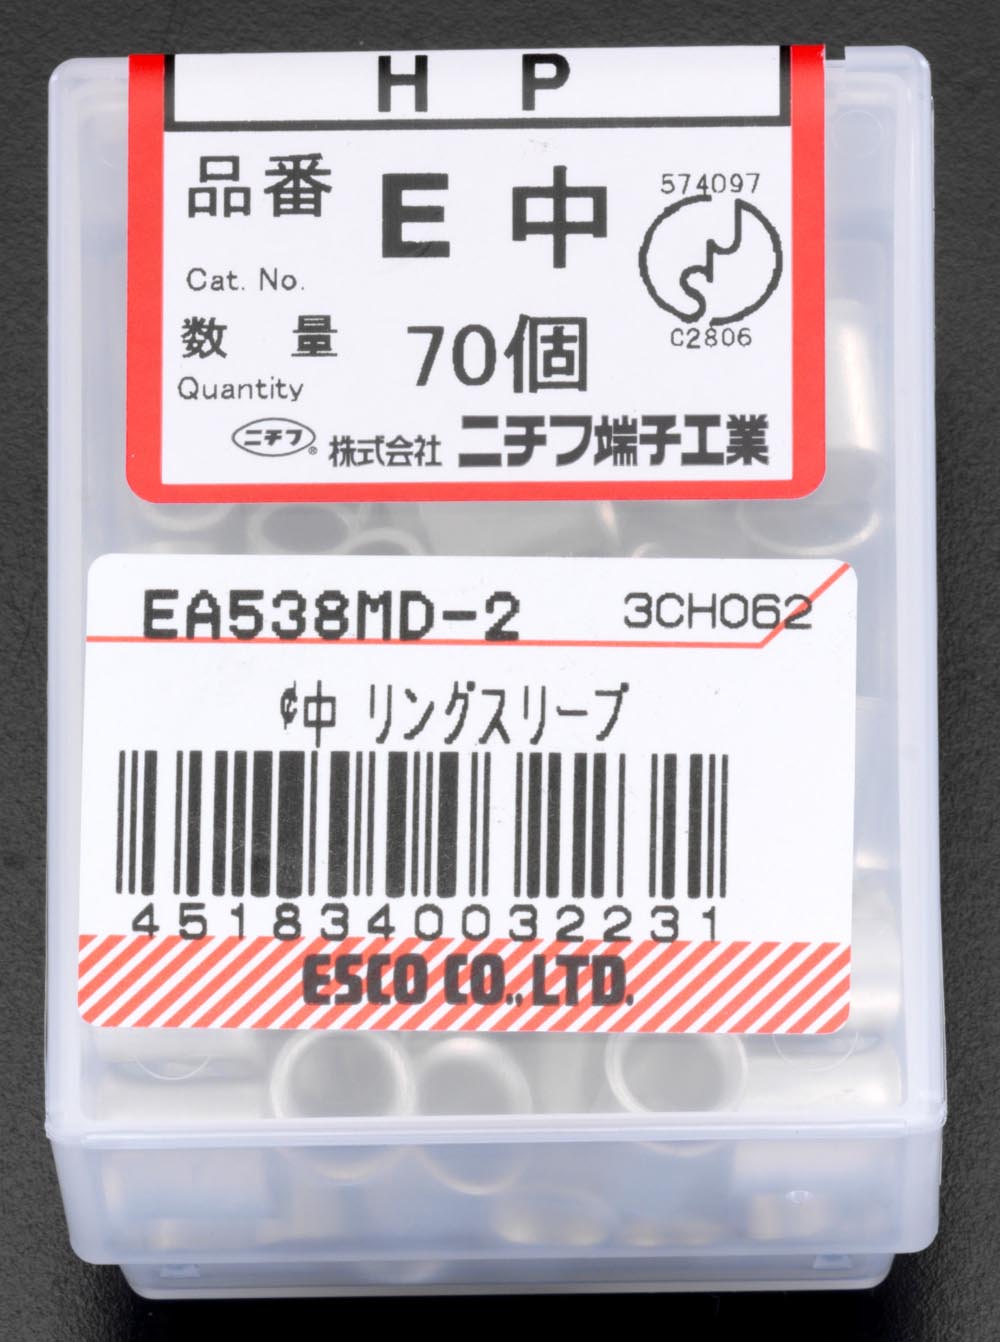 H P
品番 E 中
Cat. No.
574097
C2806
数 量 70個
Quantity
ニチフ® 株式会社 ニチフ端子工業
EA538MD-2 3CH062
¢中 リングスリーブ
4518340032231
ESCO CO.,LTD.